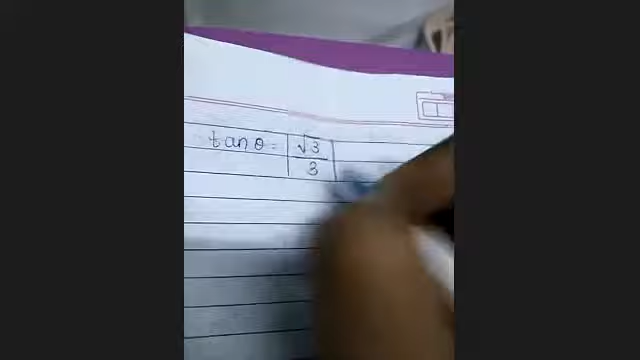 tan θ = |√3/3|